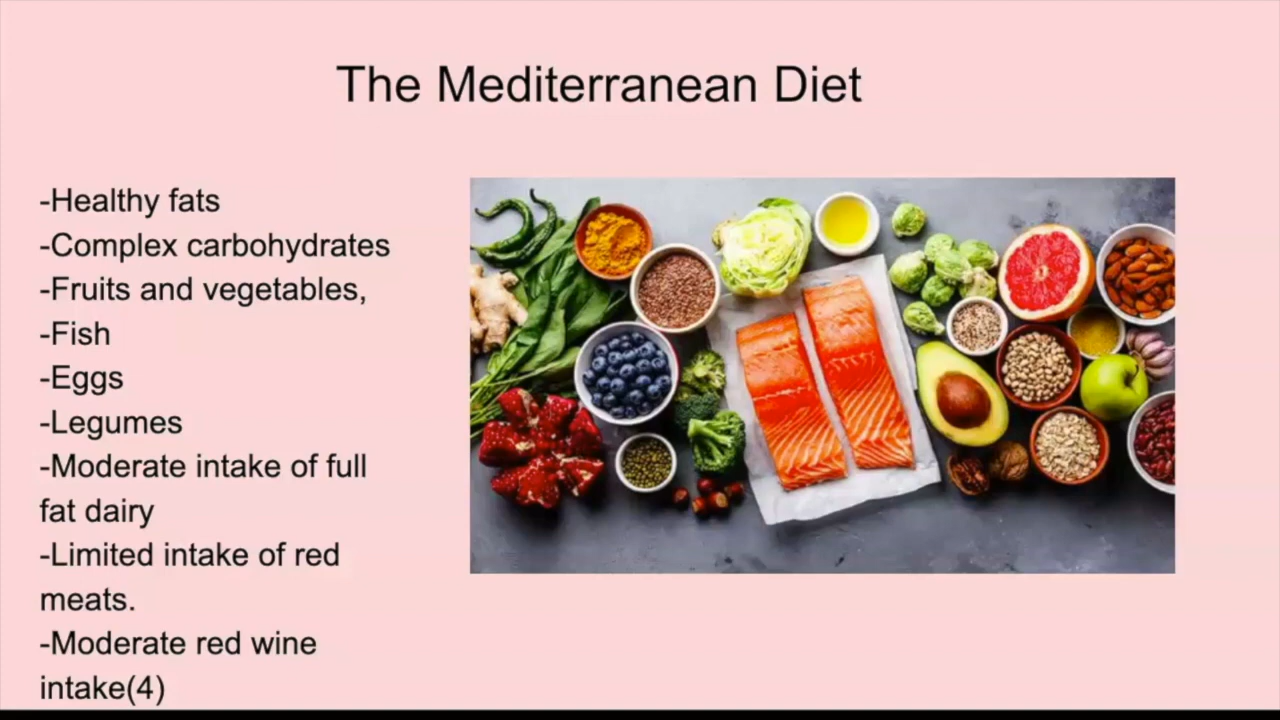 The Mediterranean Diet
-Healthy fats
-Complex carbohydrates
-Fruits and vegetables,
-Fish
-Eggs
-Legumes
-Moderate intake of full
fat dairy
-Limited intake of red
meats.
-Moderate red wine
intake(4)